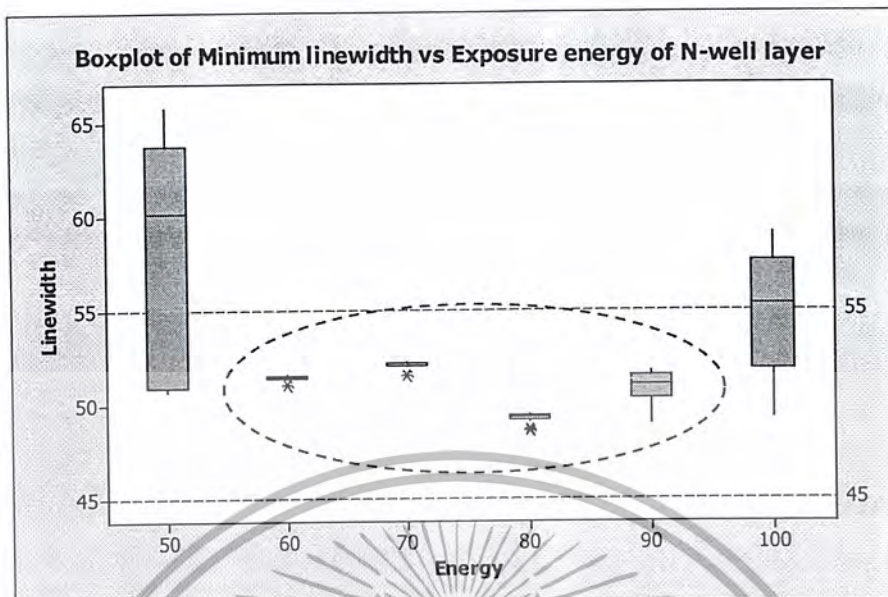 Boxplot of Minimum linewidth vs Exposure energy of N-well layer
65
60
55
50
45
Linewidth
55
45
50 60 70 80 90 100
Energy